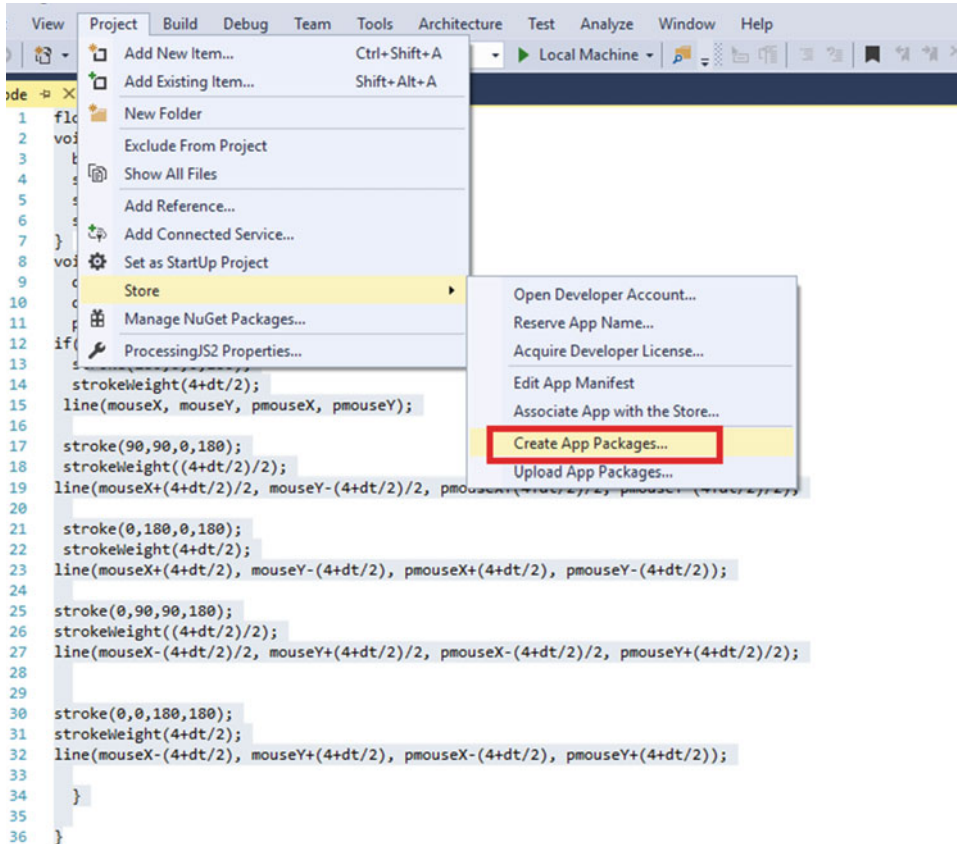 View Project Build Debug Team Tools Architecture Test Analyze Window Help
Local Machine
Add New Item... Ctrl+Shift+A
Add Existing Item... Shift+Alt+A
New Folder
Exclude From Project
Show All Files
Add Reference...
Add Connected Service...
Set as StartUp Project
Store
Manage NuGet Packages...
ProcessingJS2 Properties...
Open Developer Account...
Reserve App Name...
Acquire Developer License...
Edit App Manifest
Associate App with the Store...
Create App Packages...
Upload App Packages...
1
2
3
4
5
6
7 }
8
9
10
11
12 if(
13
14 strokeWeight(4+dt/2);
15 line(mouseX, mouseY, pmouseX, pmouseY);
16
17 stroke(90,90,0,180);
18 strokeWeight((4+dt/2)/2);
19 line(mouseX+(4+dt/2)/2, mouseY-(4+dt/2)/2, pmouseX+(4+dt/2)/2, pmouseY-(4+dt/2)/2);
20
21 stroke(0,180,0,180);
22 strokeWeight(4+dt/2);
23 line(mouseX+(4+dt/2), mouseY-(4+dt/2), pmouseX+(4+dt/2), pmouseY-(4+dt/2));
24
25 stroke(0,90,90,180);
26 strokeWeight((4+dt/2)/2);
27 line(mouseX-(4+dt/2)/2, mouseY+(4+dt/2)/2, pmouseX-(4+dt/2)/2, pmouseY+(4+dt/2)/2);
28
29
30 stroke(0,0,180,180);
31 strokeWeight(4+dt/2);
32 line(mouseX-(4+dt/2), mouseY+(4+dt/2), pmouseX-(4+dt/2), pmouseY+(4+dt/2));
33
34 }
35
36 }